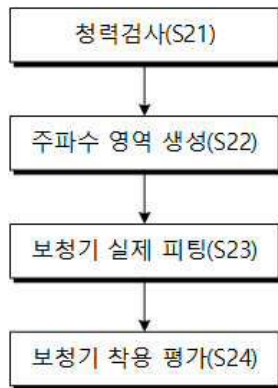 청력검사(S21)
주파수 영역 생성(S22)
보청기 실제 피팅(S23)
보청기 착용 평가(S24)